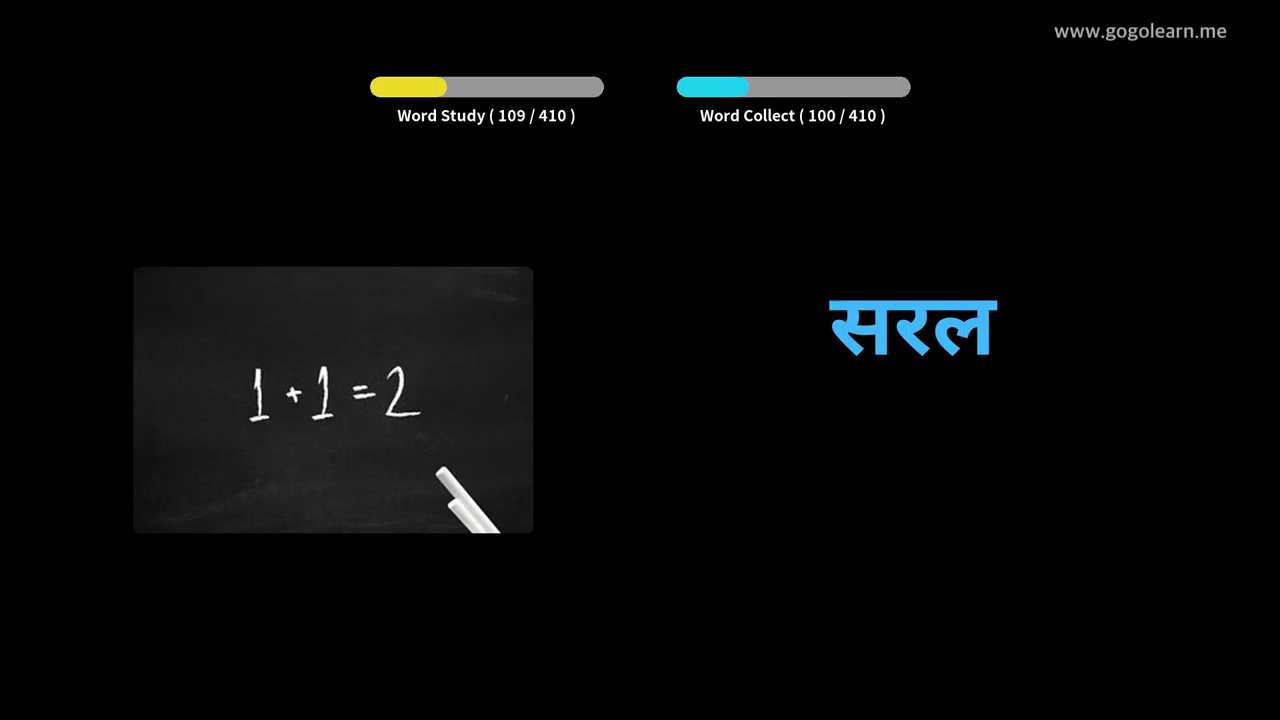 www.gogolearn.me
Word Study ( 109 / 410 )
Word Collect ( 100 / 410 )
1 + 1 = 2
सरल